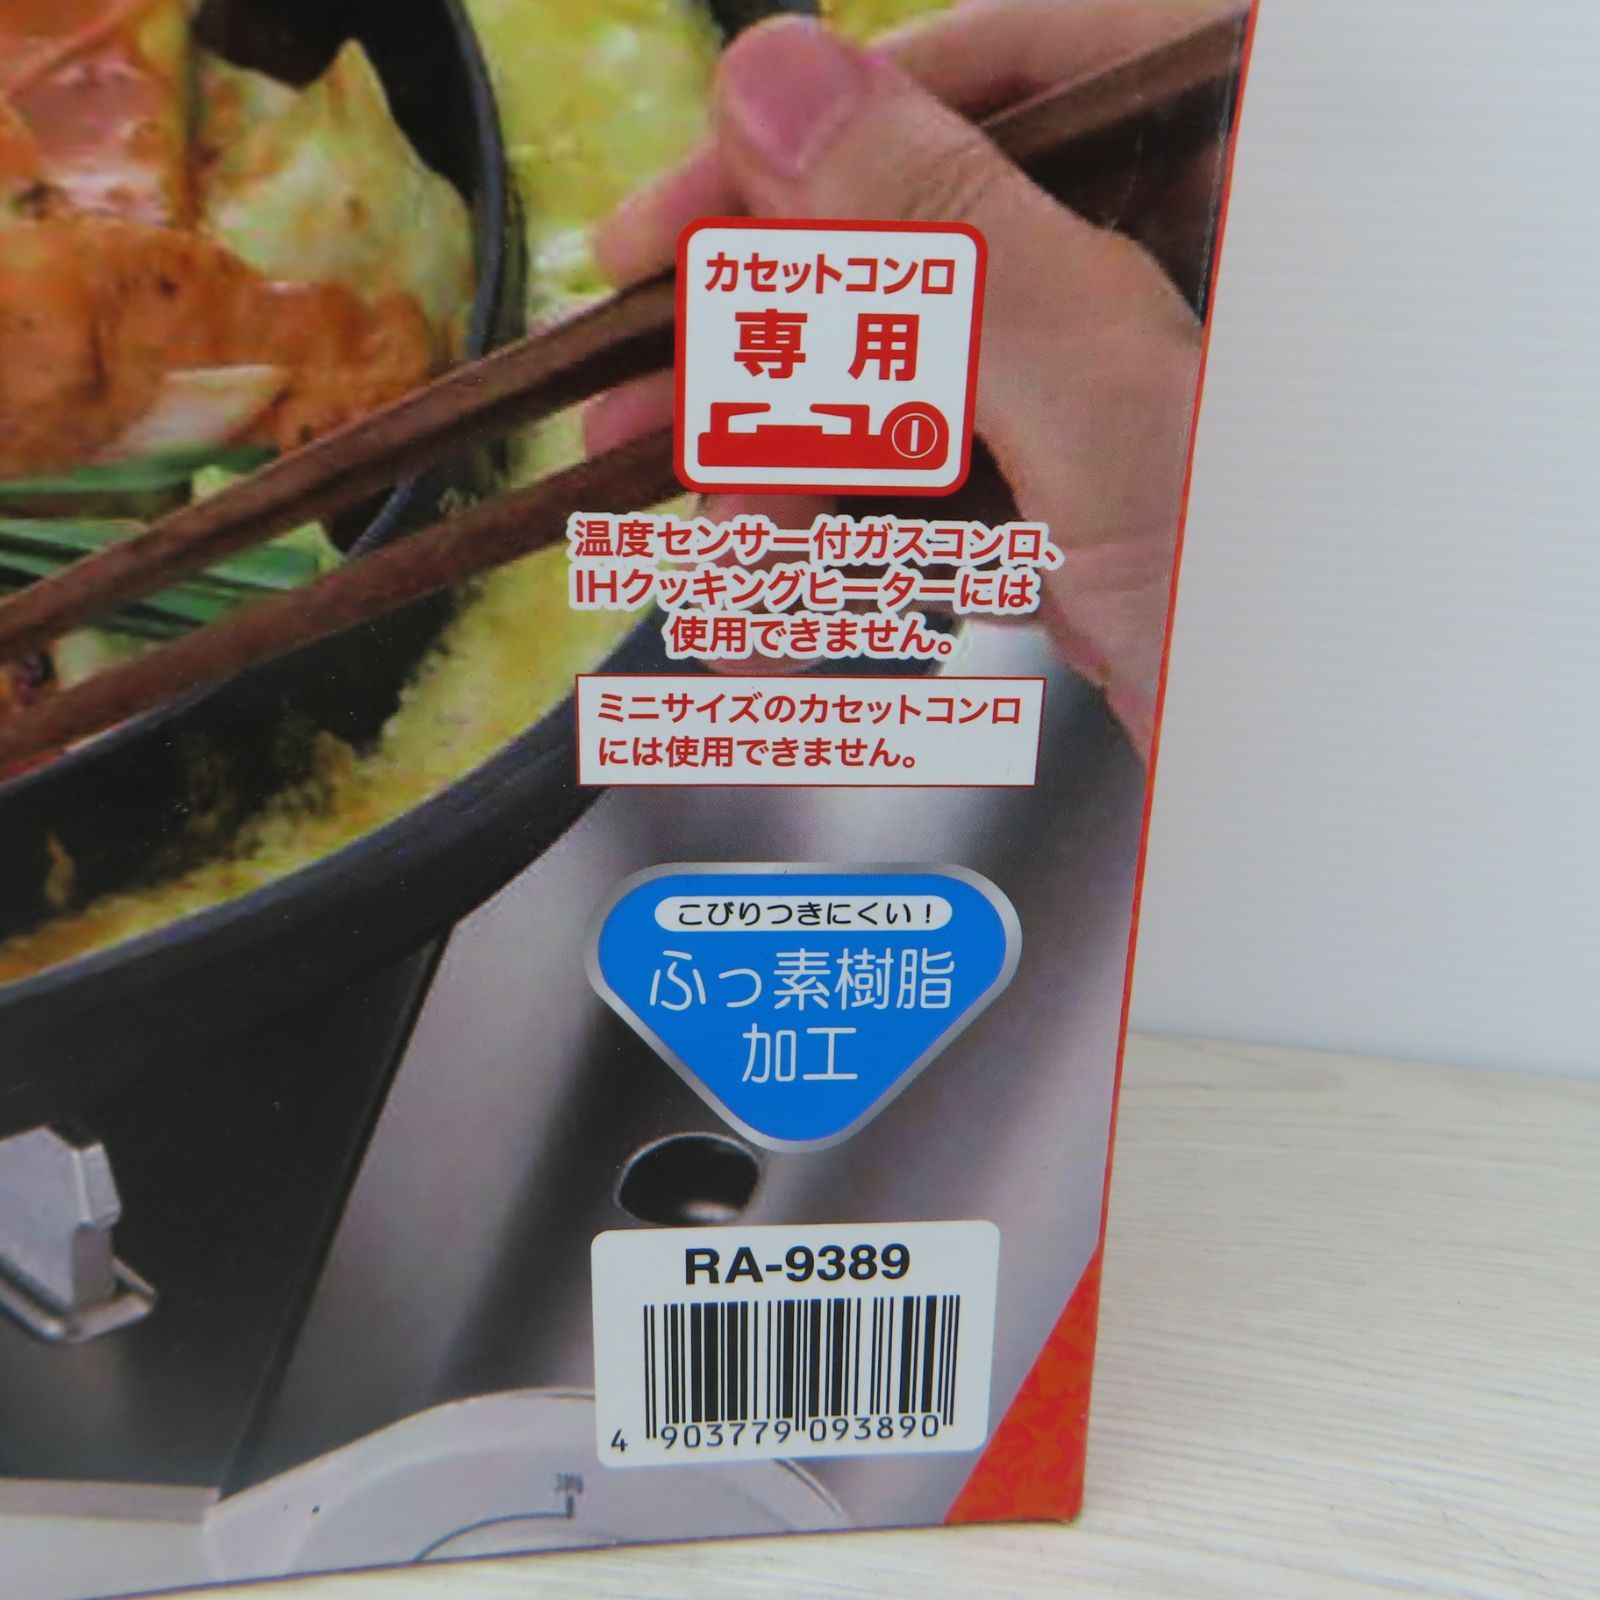 カセットコンロ
専用
温度センサー付ガスコンロ、
IHクッキングヒーターには
使用できません。
ミニサイズのカセットコンロ
には使用できません。
こびりつきにくい！
ふっ素樹脂
加工
RA-9389
4 903779 093890